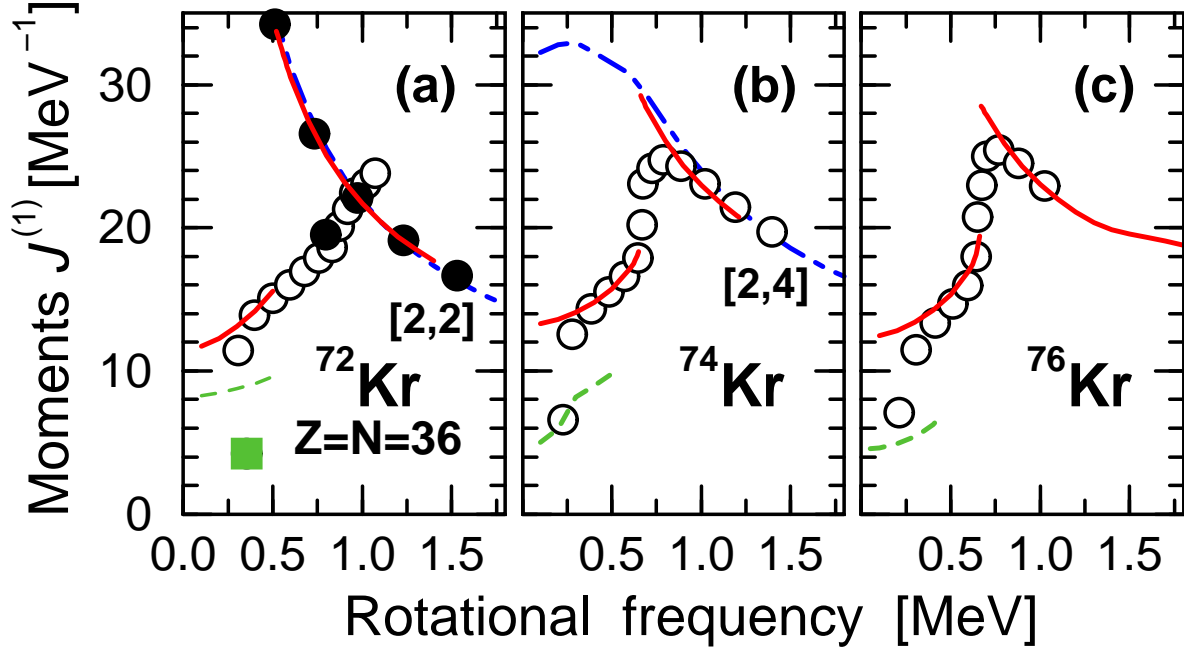 Moments J⁽¹⁾ [MeV⁻¹]
30
20
10
0
(a)
[2,2]
⁷²Kr
Z=N=36
(b)
[2,4]
⁷⁴Kr
(c)
⁷⁶Kr
0.0 0.5 1.0 1.5
0.5 1.0 1.5
0.5 1.0 1.5
Rotational frequency [MeV]